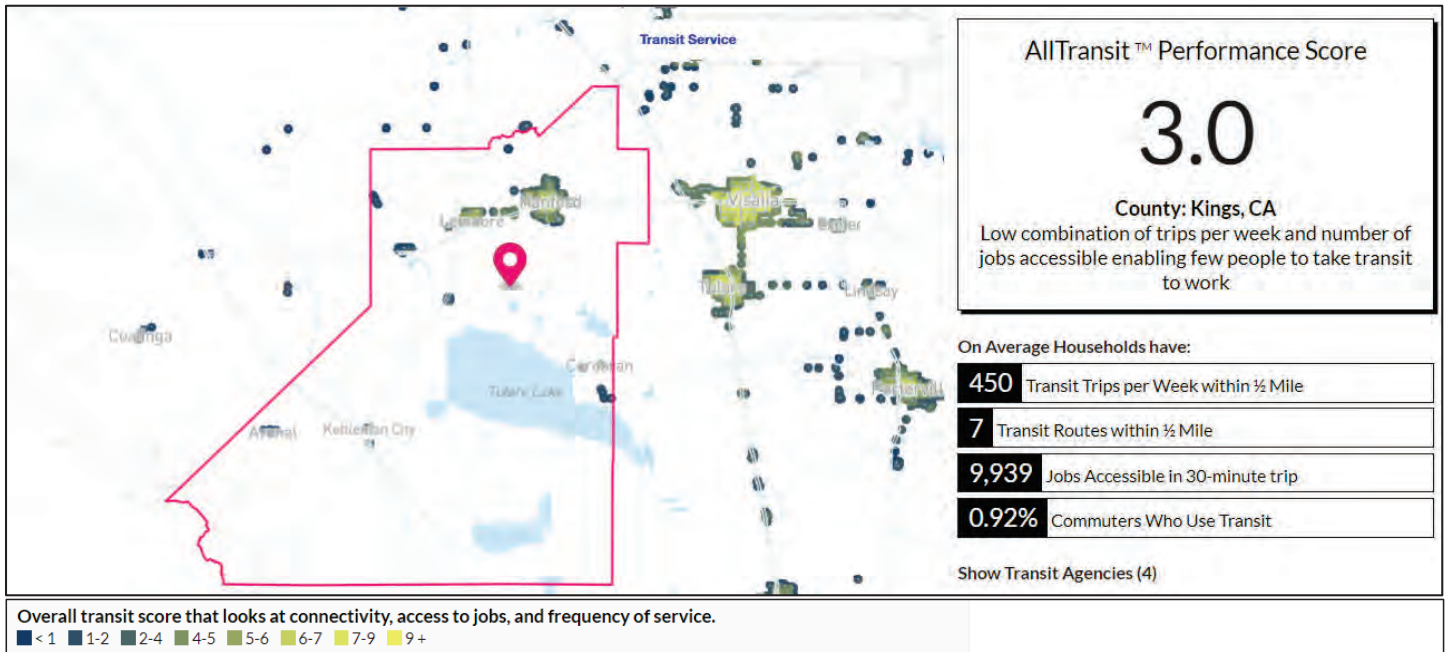 Transit Service
Hanford
Lemoore
Visalia
Exeter
Tulare
Lindsay
Coalinga
Corcoran
Tulare Lake
Porterville
Avenal
Kettleman City
AllTransit ™ Performance Score
3.0
County: Kings, CA
Low combination of trips per week and number of
jobs accessible enabling few people to take transit
to work
On Average Households have:
450 Transit Trips per Week within ½ Mile
7 Transit Routes within ½ Mile
9,939 Jobs Accessible in 30-minute trip
0.92% Commuters Who Use Transit
Show Transit Agencies (4)
Overall transit score that looks at connectivity, access to jobs, and frequency of service.
< 1 1-2 2-4 4-5 5-6 6-7 7-9 9 +